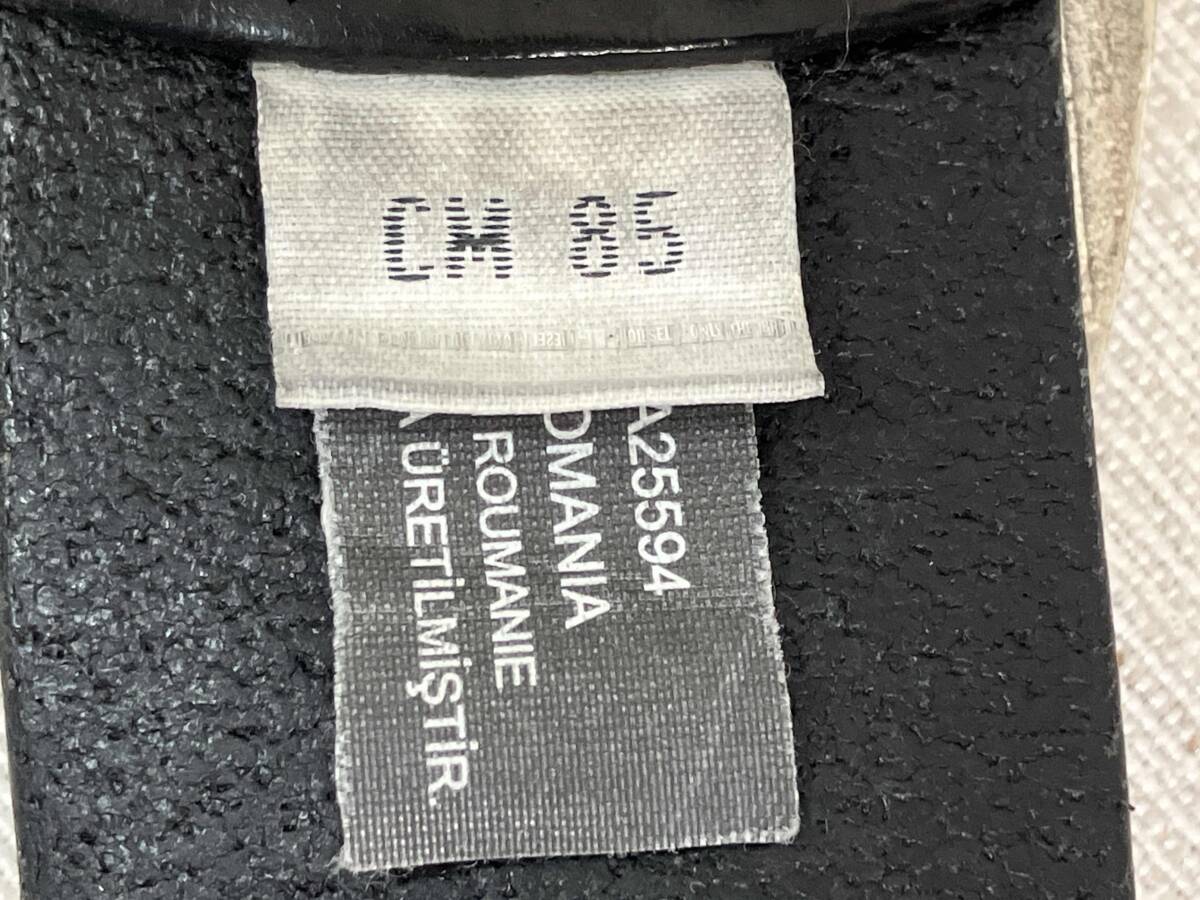 CM 85
A25594
OMANIA
ROUMANIE
A ÜRETİLMİŞTİR.